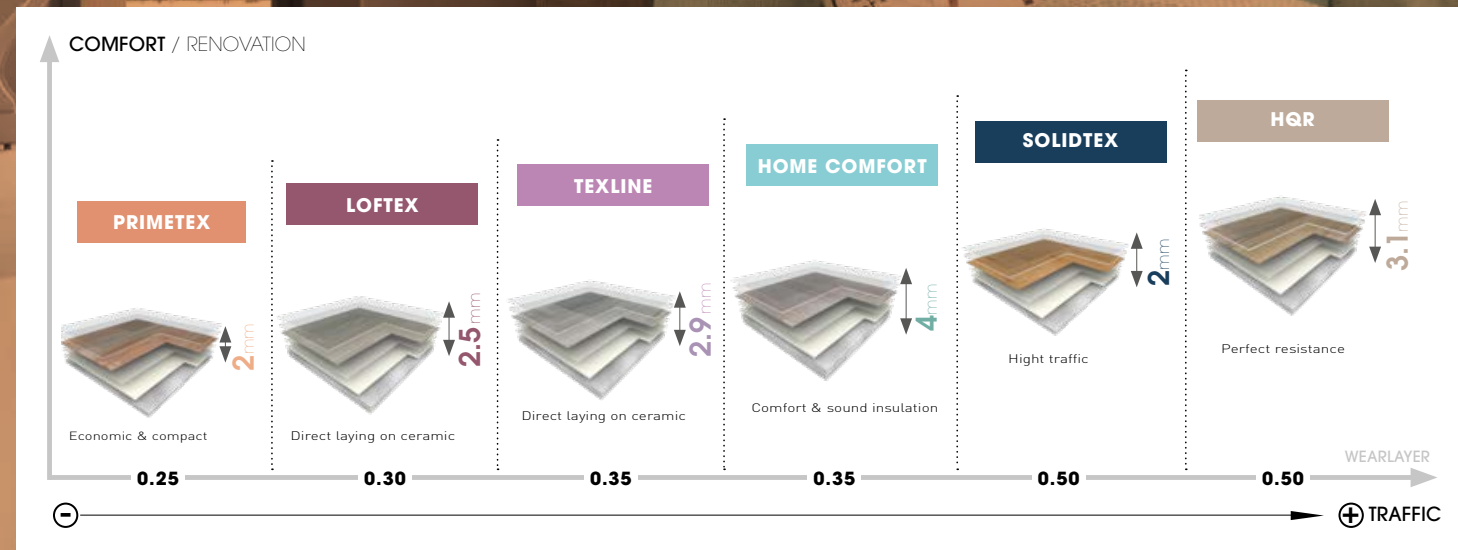 COMFORT / RENOVATION
PRIMETEX
2mm
Economic & compact
LOFTEX
2.5mm
Direct laying on ceramic
TEXLINE
2.9mm
Direct laying on ceramic
HOME COMFORT
4mm
Comfort & sound insulation
SOLIDTEX
2mm
Hight traffic
HQR
3.1mm
Perfect resistance
WEARLAYER
0.25 0.30 0.35 0.35 0.50 0.50
- + TRAFFIC